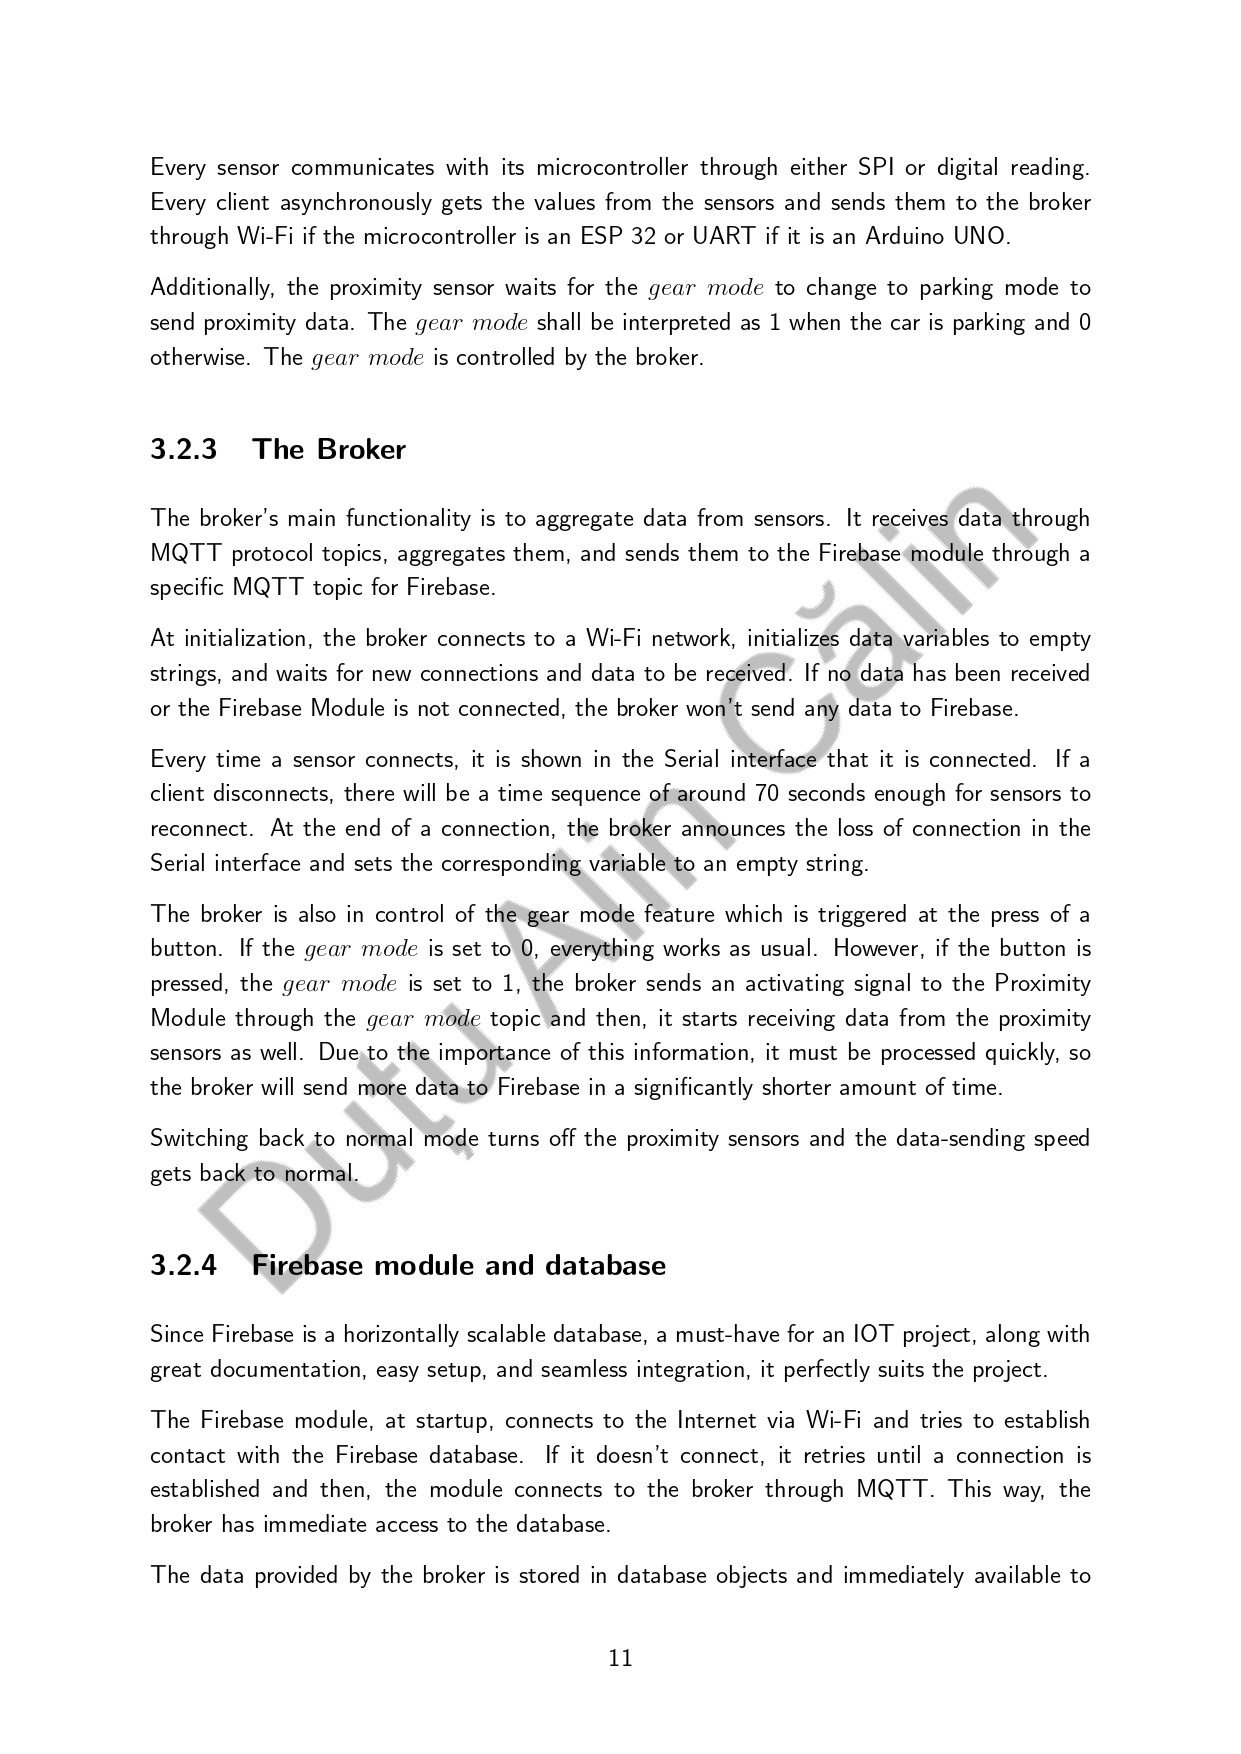 Every sensor communicates with its microcontroller through either SPI or digital reading.
Every client asynchronously gets the values from the sensors and sends them to the broker
through Wi-Fi if the microcontroller is an ESP 32 or UART if it is an Arduino UNO.
Additionally, the proximity sensor waits for the gear mode to change to parking mode to
send proximity data. The gear mode shall be interpreted as 1 when the car is parking and 0
otherwise. The gear mode is controlled by the broker.
3.2.3 The Broker
The broker's main functionality is to aggregate data from sensors. It receives data through
MQTT protocol topics, aggregates them, and sends them to the Firebase module through a
specific MQTT topic for Firebase.
At initialization, the broker connects to a Wi-Fi network, initializes data variables to empty
strings, and waits for new connections and data to be received. If no data has been received
or the Firebase Module is not connected, the broker won't send any data to Firebase.
Every time a sensor connects, it is shown in the Serial interface that it is connected. If a
client disconnects, there will be a time sequence of around 70 seconds enough for sensors to
reconnect. At the end of a connection, the broker announces the loss of connection in the
Serial interface and sets the corresponding variable to an empty string.
The broker is also in control of the gear mode feature which is triggered at the press of a
button. If the gear mode is set to 0, everything works as usual. However, if the button is
pressed, the gear mode is set to 1, the broker sends an activating signal to the Proximity
Module through the gear mode topic and then, it starts receiving data from the proximity
sensors as well. Due to the importance of this information, it must be processed quickly, so
the broker will send more data to Firebase in a significantly shorter amount of time.
Switching back to normal mode turns off the proximity sensors and the data-sending speed
gets back to normal.
3.2.4 Firebase module and database
Since Firebase is a horizontally scalable database, a must-have for an IOT project, along with
great documentation, easy setup, and seamless integration, it perfectly suits the project.
The Firebase module, at startup, connects to the Internet via Wi-Fi and tries to establish
contact with the Firebase database. If it doesn't connect, it retries until a connection is
established and then, the module connects to the broker through MQTT. This way, the
broker has immediate access to the database.
The data provided by the broker is stored in database objects and immediately available to
11
Duțu Alin Călin